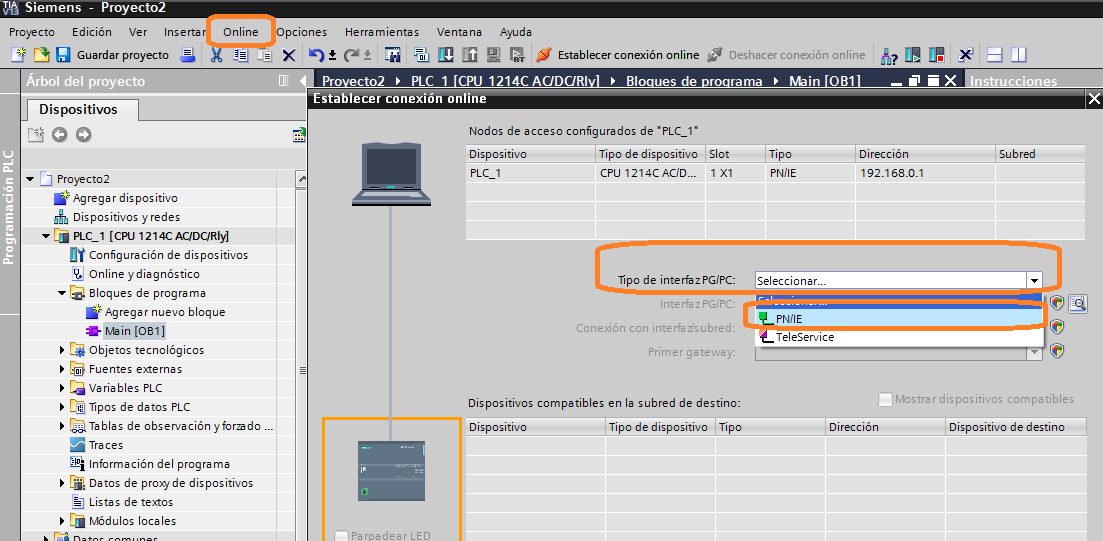 TIA
V13
Siemens - Proyecto2
Proyecto Edición Ver Insertar Online Opciones Herramientas Ventana Ayuda
Guardar proyecto Establecer conexión online Deshacer conexión online
Árbol del proyecto
Proyecto2 PLC_1 [CPU 1214C AC/DC/Rly] Bloques de programa Main [OB1]
Instrucciones
Dispositivos
Programación PLC
Proyecto2
Agregar dispositivo
Dispositivos y redes
PLC_1 [CPU 1214C AC/DC/Rly]
Configuración de dispositivos
Online y diagnóstico
Bloques de programa
Agregar nuevo bloque
Main [OB1]
Objetos tecnológicos
Fuentes externas
Variables PLC
Tipos de datos PLC
Tablas de observación y forzado ...
Traces
Información del programa
Datos de proxy de dispositivos
Listas de textos
Módulos locales
Datos comunes
Establecer conexión online
Nodos de acceso configurados de "PLC_1"
Dispositivo Tipo de dispositivo Slot Tipo Dirección Subred
PLC_1 CPU 1214C AC/D... 1 X1 PN/IE 192.168.0.1
Tipo de interfaz PG/PC: Seleccionar...
Seleccionar...
Interfaz PG/PC:
PN/IE
Conexión con interfaz/subred:
TeleService
Primer gateway:
Dispositivos compatibles en la subred de destino:
Mostrar dispositivos compatibles
Dispositivo Tipo de dispositivo Tipo Dirección Dispositivo de destino
Parpadear LED